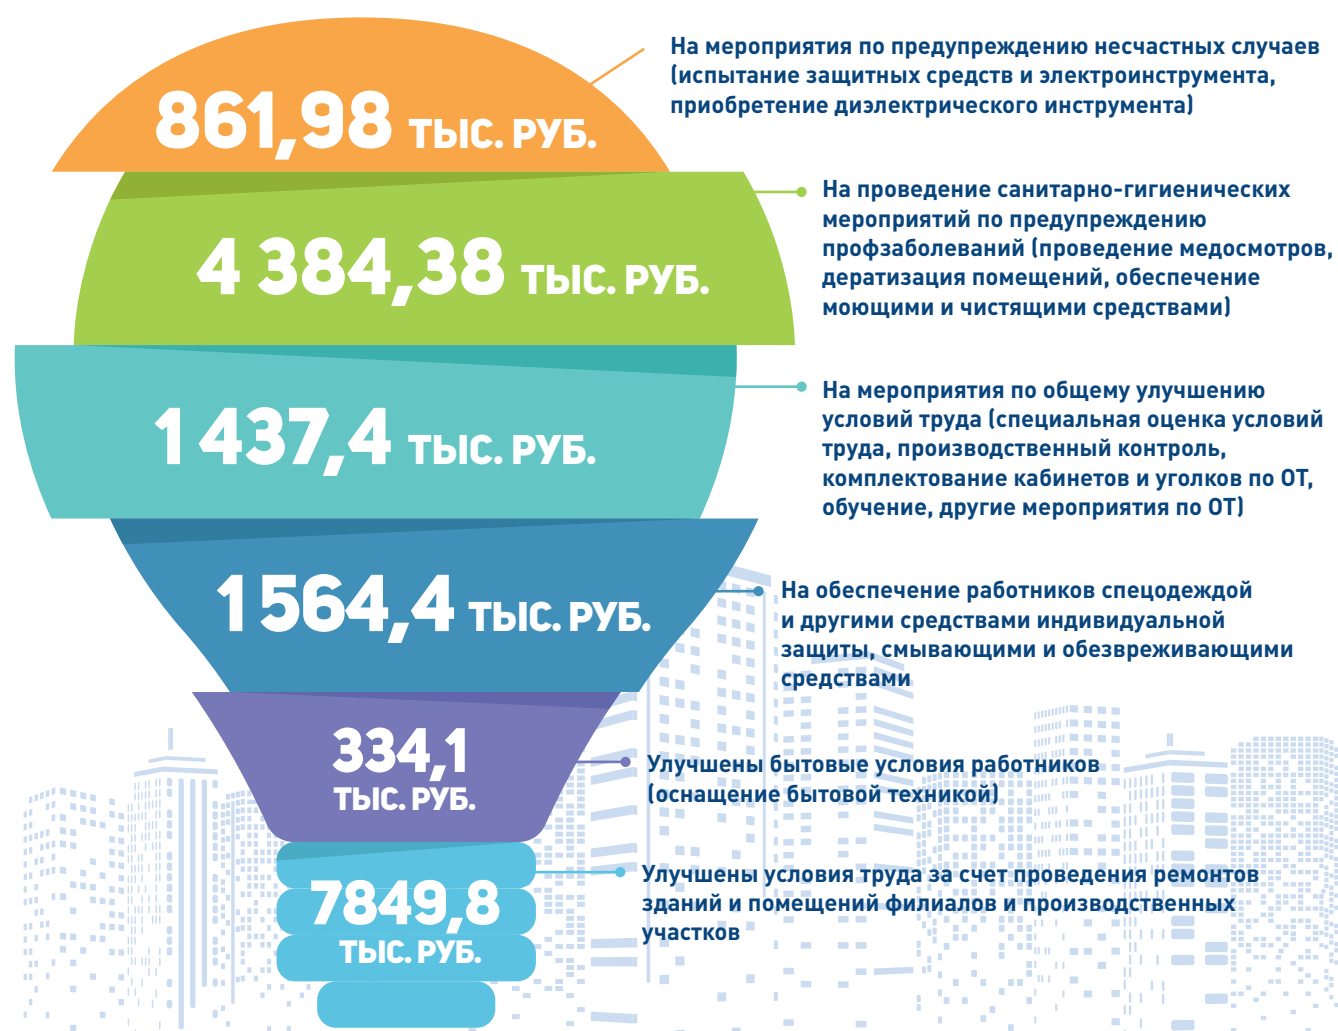 861,98 ТЫС. РУБ.
На мероприятия по предупреждению несчастных случаев
(испытание защитных средств и электроинструмента,
приобретение диэлектрического инструмента)
4 384,38 ТЫС. РУБ.
На проведение санитарно-гигиенических
мероприятий по предупреждению
профзаболеваний (проведение медосмотров,
дератизация помещений, обеспечение
моющими и чистящими средствами)
1 437,4 ТЫС. РУБ.
На мероприятия по общему улучшению
условий труда (специальная оценка условий
труда, производственный контроль,
комплектование кабинетов и уголков по ОТ,
обучение, другие мероприятия по ОТ)
1 564,4 ТЫС. РУБ.
На обеспечение работников спецодеждой
и другими средствами индивидуальной
защиты, смывающими и обезвреживающими
средствами
334,1
ТЫС. РУБ.
Улучшены бытовые условия работников
(оснащение бытовой техникой)
7849,8
ТЫС. РУБ.
Улучшены условия труда за счет проведения ремонтов
зданий и помещений филиалов и производственных
участков